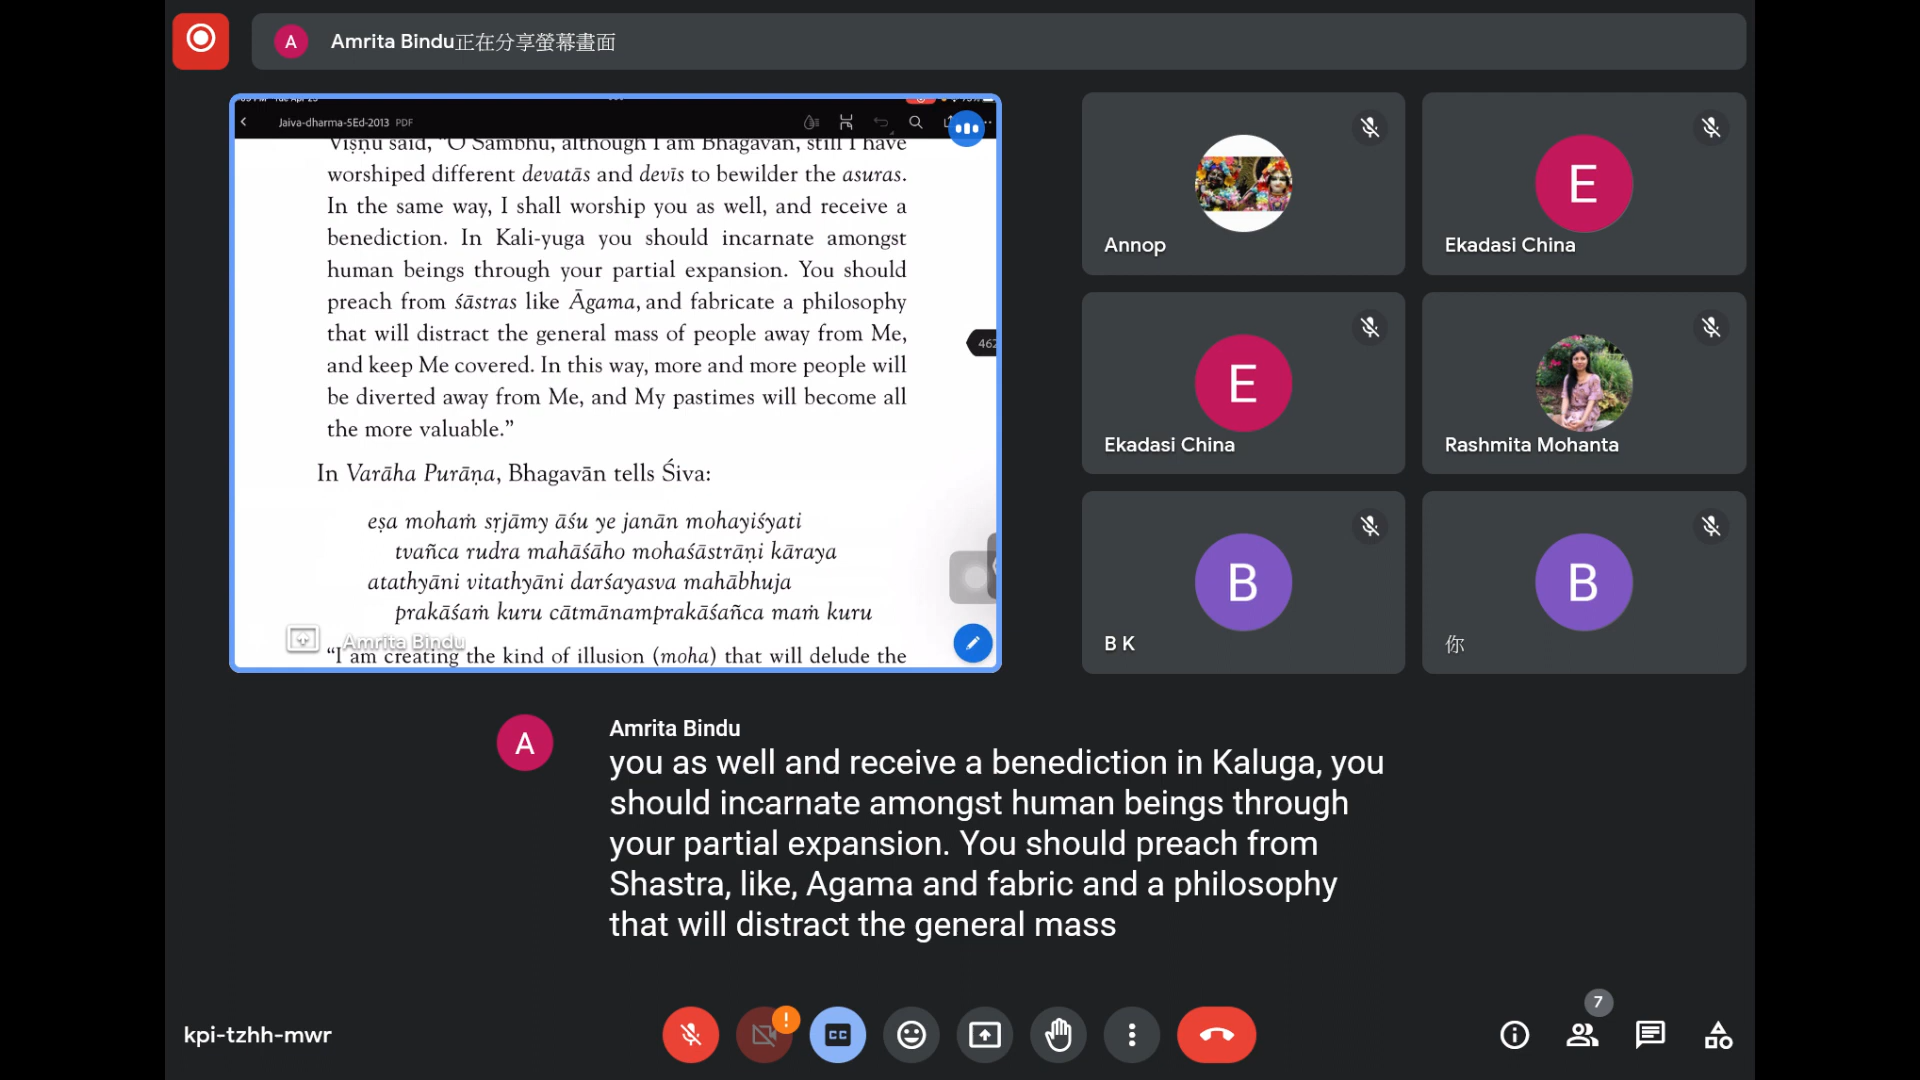 A
Amrita Bindu正在分享螢幕畫面
Jaiva-dharma-5Ed-2013 PDF
Viṣṇu said, “O Śambhu, although I am Bhagavān, still I have
worshiped different devatās and devīs to bewilder the asuras.
In the same way, I shall worship you as well, and receive a
benediction. In Kali-yuga you should incarnate amongst
human beings through your partial expansion. You should
preach from śāstras like Āgama, and fabricate a philosophy
that will distract the general mass of people away from Me,
and keep Me covered. In this way, more and more people will
be diverted away from Me, and My pastimes will become all
the more valuable.”
462
In Varāha Purāṇa, Bhagavān tells Śiva:
eṣa mohaṁ sṛjāmy āśu ye janān mohayiśyati
tvañca rudra mahāśāho mohaśāstrāṇi kāraya
atathyāni vitathyāni darśayasva mahābhuja
prakāśaṁ kuru cātmānamprakāśañca maṁ kuru
Amrita Bindu
“I am creating the kind of illusion (moha) that will delude the
Annop
E
Ekadasi China
E
Ekadasi China
Rashmita Mohanta
B
B K
B
你
A
Amrita Bindu
you as well and receive a benediction in Kaluga, you
should incarnate amongst human beings through
your partial expansion. You should preach from
Shastra, like, Agama and fabric and a philosophy
that will distract the general mass
kpi-tzhh-mwr
!
CC
7